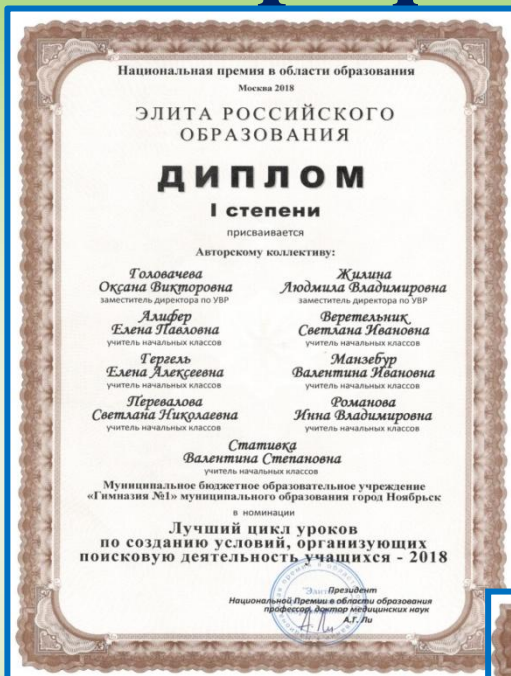 Национальная премия в области образования
Москва 2018
ЭЛИТА РОССИЙСКОГО
ОБРАЗОВАНИЯ
ДИПЛОМ
I степени
присваивается
Авторскому коллективу:
Головачева
Оксана Викторовна
заместитель директора по УВР
Жилина
Людмила Владимировна
заместитель директора по УВР
Алифер
Елена Павловна
учитель начальных классов
Веретельник
Светлана Ивановна
учитель начальных классов
Гергель
Елена Алексеевна
учитель начальных классов
Манзебур
Валентина Ивановна
учитель начальных классов
Перевалова
Светлана Николаевна
учитель начальных классов
Романова
Инна Владимировна
учитель начальных классов
Стативка
Валентина Степановна
учитель начальных классов
Муниципальное бюджетное образовательное учреждение
«Гимназия №1» муниципального образования город Ноябрьск
в номинации
Лучший цикл уроков
по созданию условий, организующих
поисковую деятельность учащихся - 2018
Президент
Национальной Премии в области образования
профессор, доктор медицинских наук
А.Г. Ли